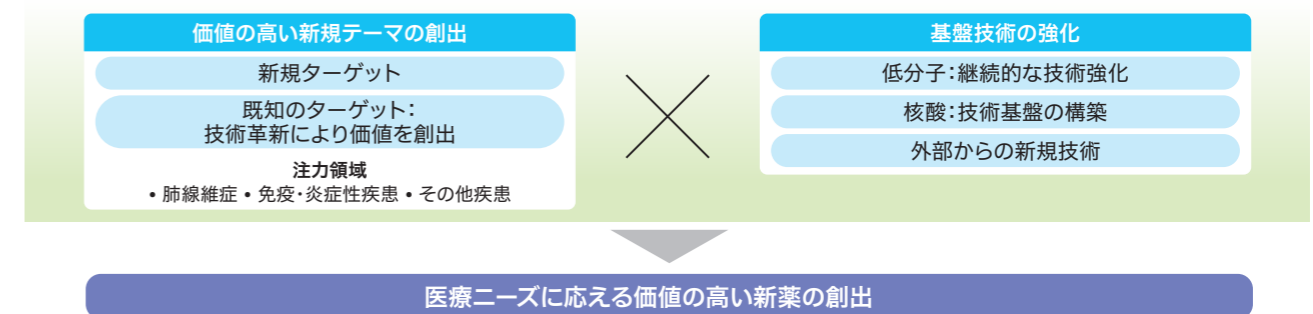 価値の高い新規テーマの創出
新規ターゲット
既知のターゲット：
技術革新により価値を創出
注力領域
• 肺線維症 • 免疫・炎症性疾患 • その他疾患
基盤技術の強化
低分子：継続的な技術強化
核酸：技術基盤の構築
外部からの新規技術
医療ニーズに応える価値の高い新薬の創出